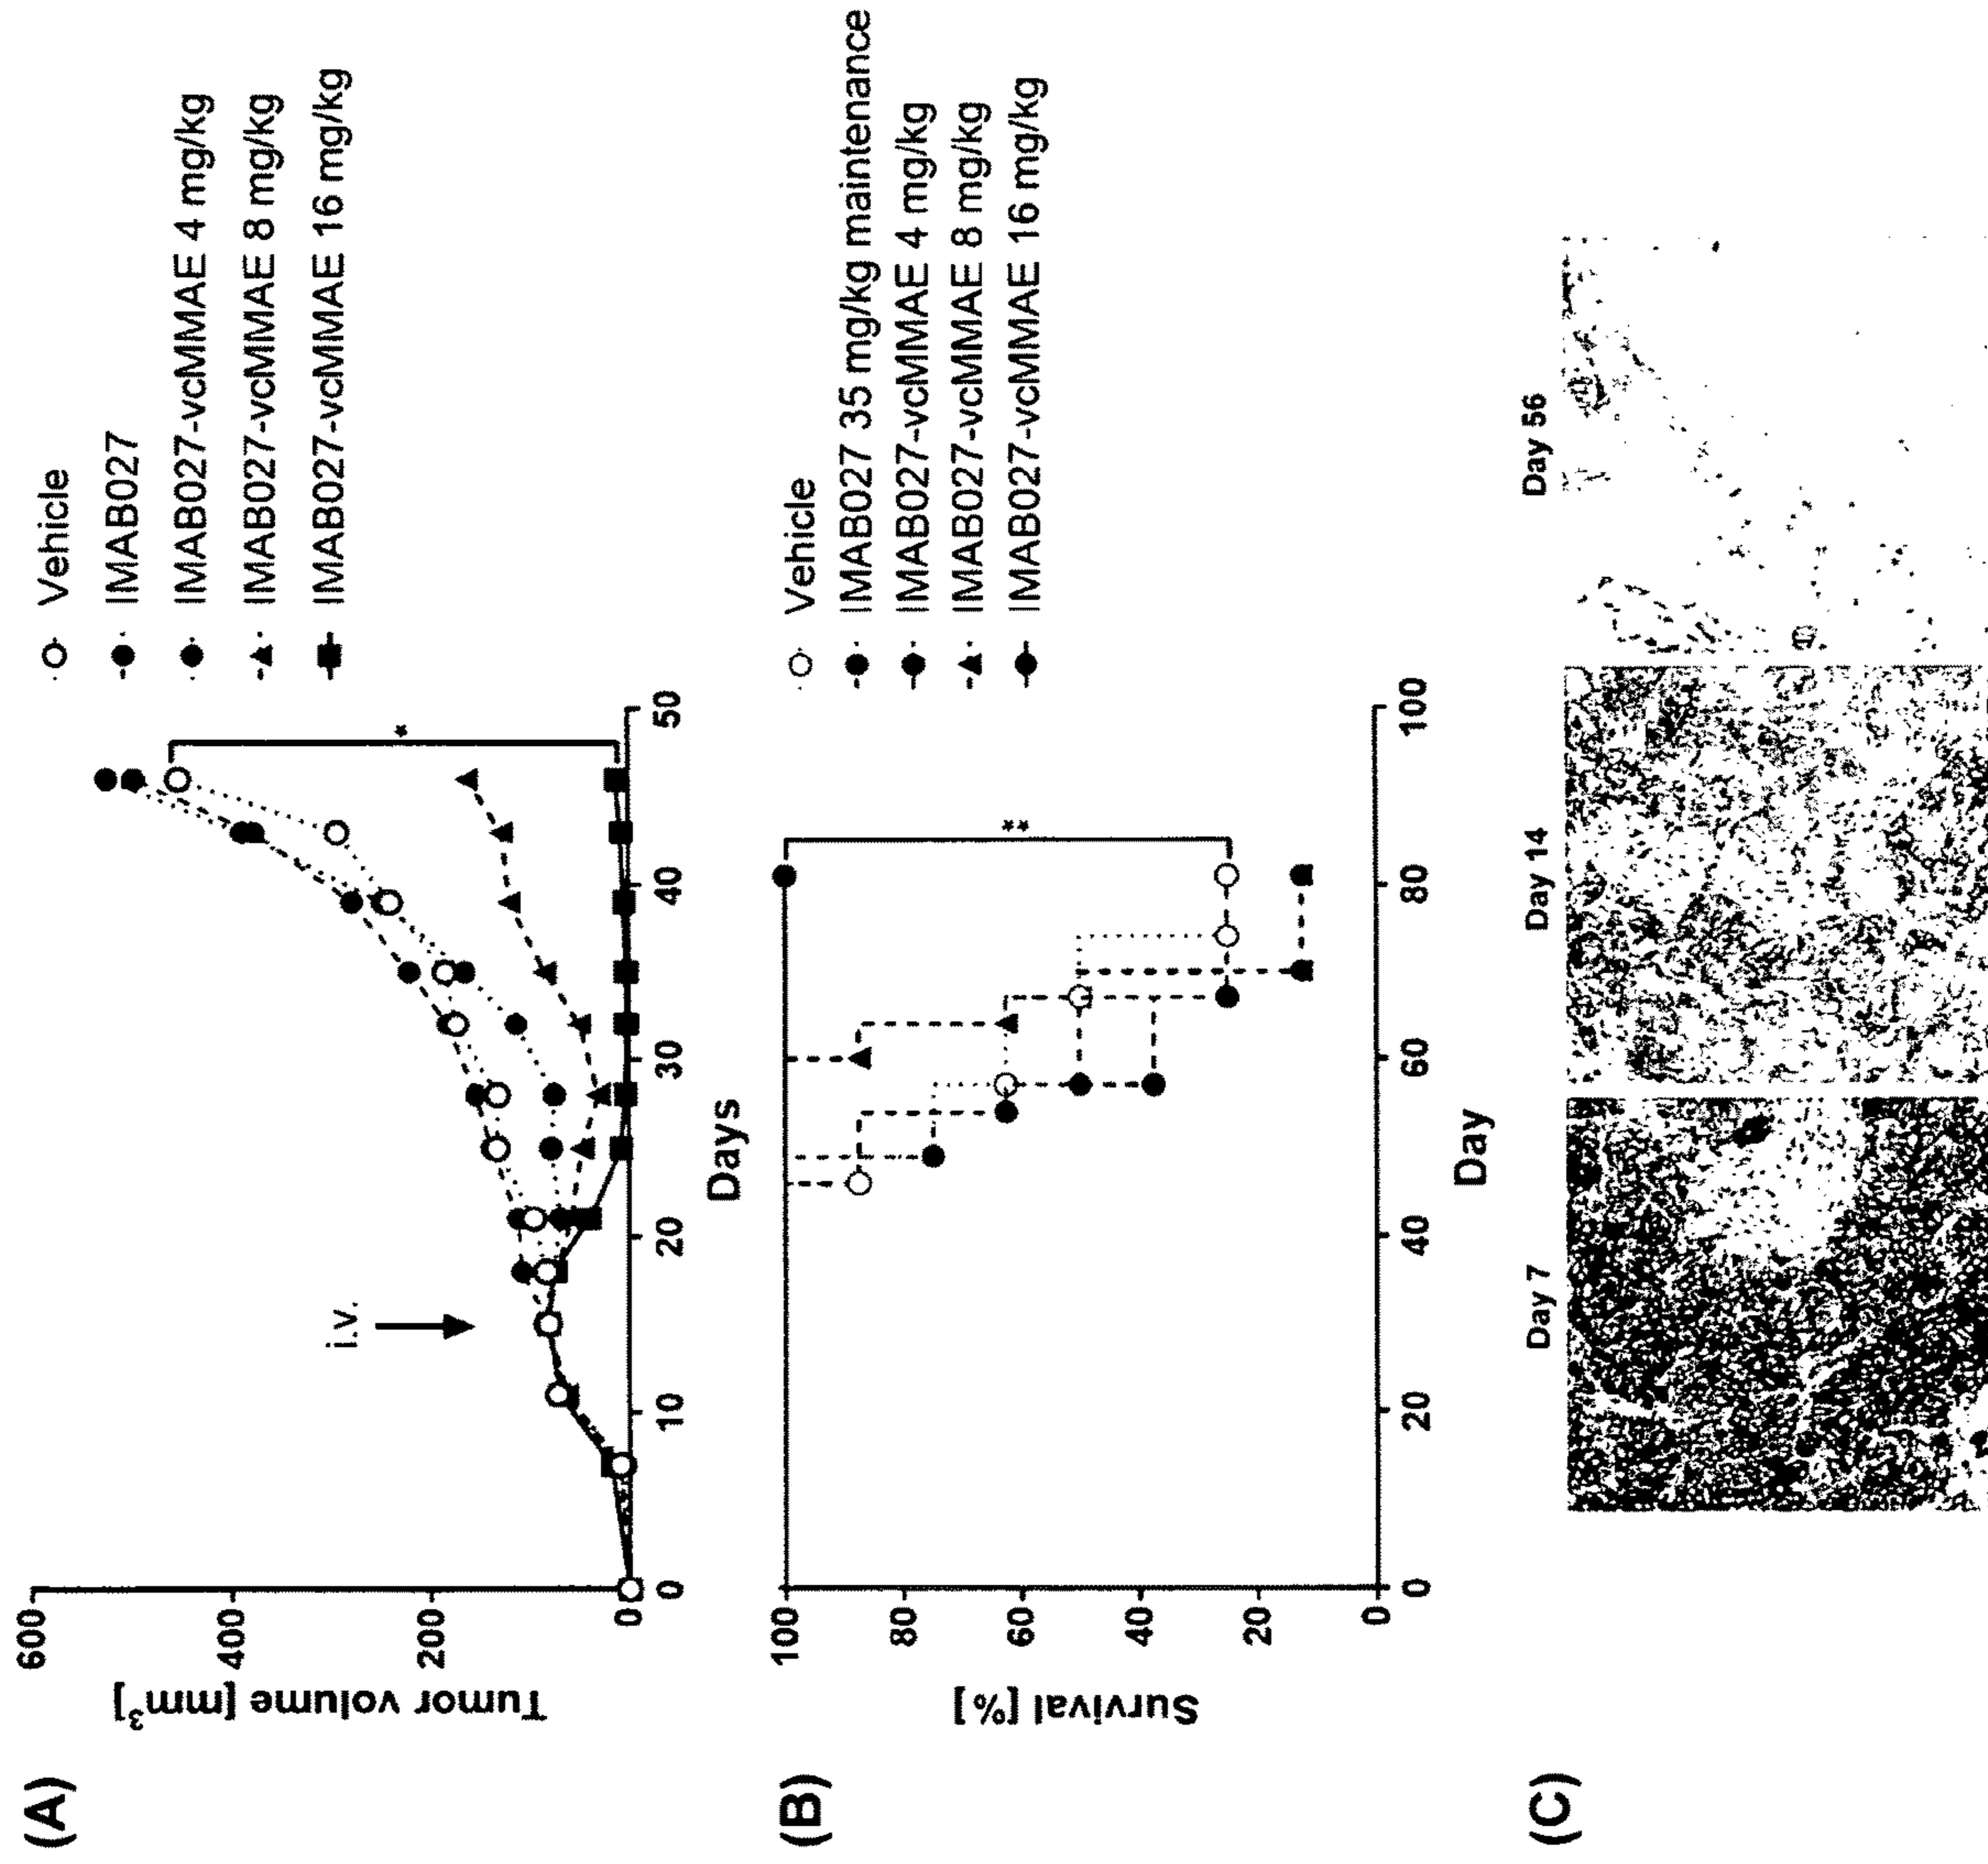 (A)
Tumor volume [mm³]
600
400
200
0
0
10
20
30
40
50
Days
i.v.
*
Vehicle
IMAB027
IMAB027-vcMMAE 4 mg/kg
IMAB027-vcMMAE 8 mg/kg
IMAB027-vcMMAE 16 mg/kg
(B)
Survival [%]
100
80
60
40
20
0
0
20
40
60
80
100
Day
**
Vehicle
IMAB027 35 mg/kg maintenance
IMAB027-vcMMAE 4 mg/kg
IMAB027-vcMMAE 8 mg/kg
IMAB027-vcMMAE 16 mg/kg
(C)
Day 7
Day 14
Day 56